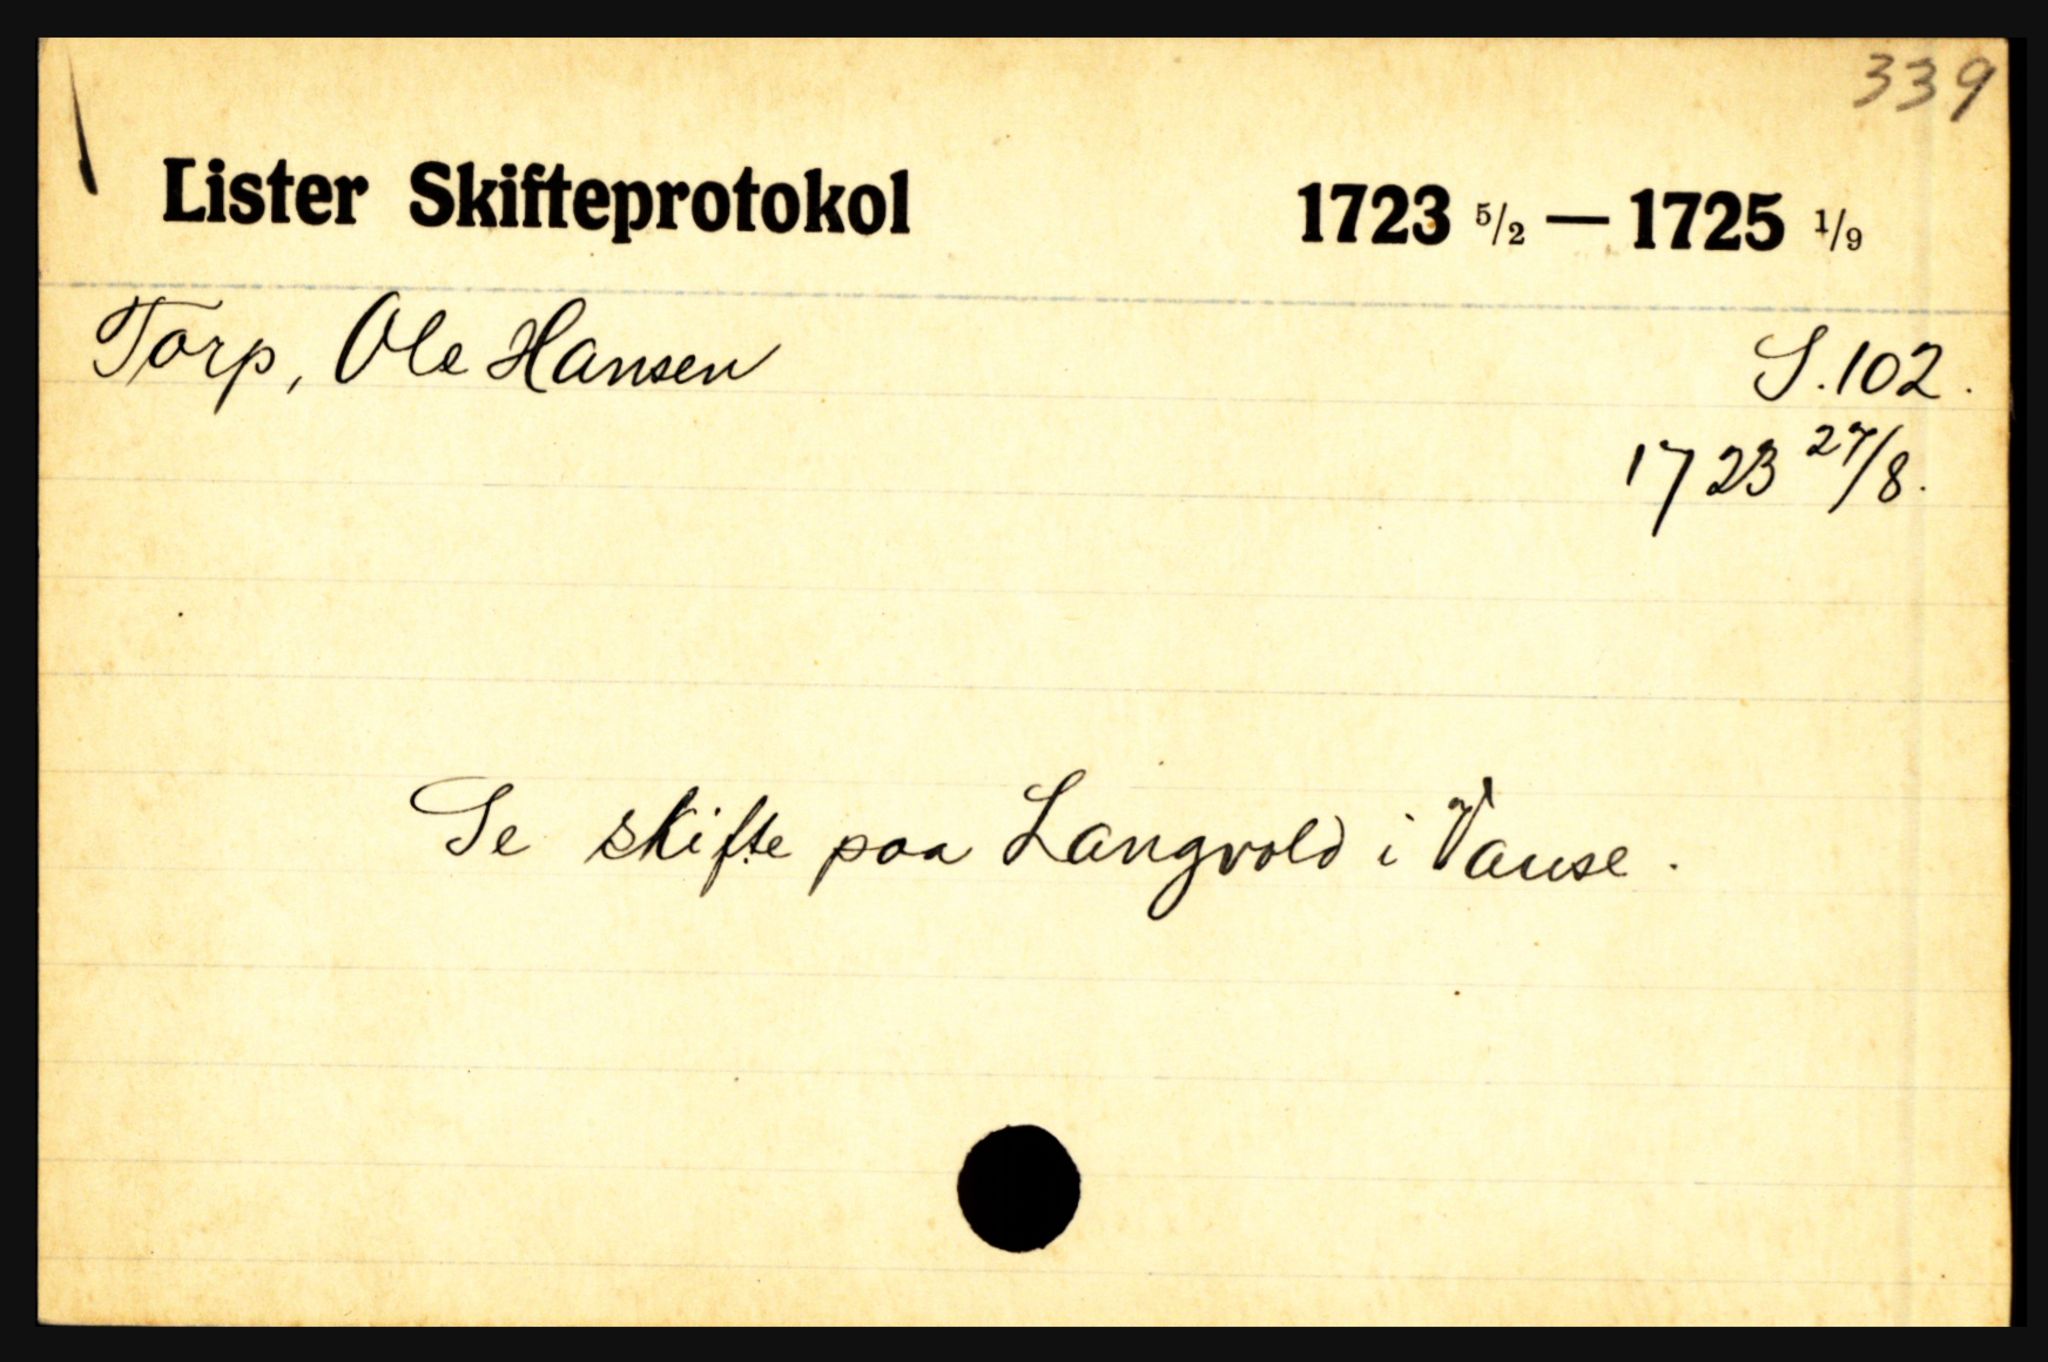 339
Lister Skifteprotokol 1723 5/2 — 1725 1/9
Torp, Ole Hansen S. 102.
1723 27/8.
Se skifte paa Langvold i Vanse.